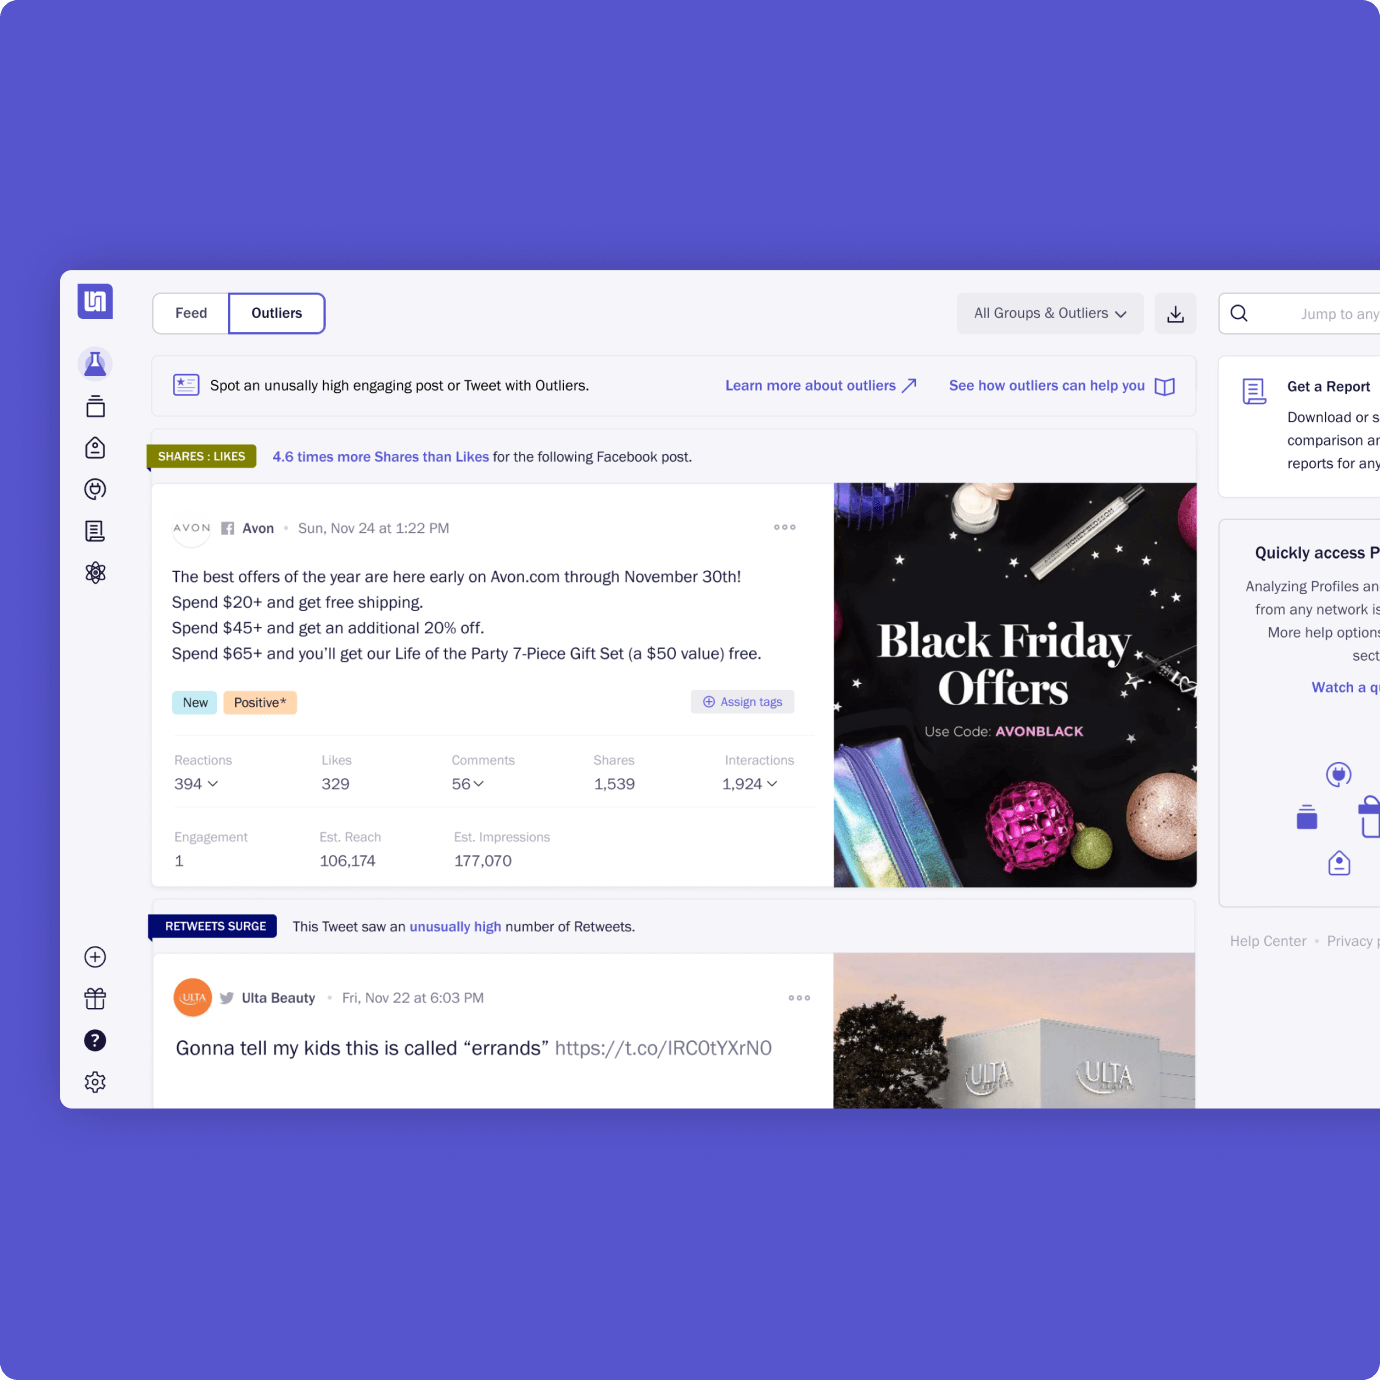 Feed
Outliers
All Groups & Outliers
Jump to any
Spot an unusally high engaging post or Tweet with Outliers.
Learn more about outliers
See how outliers can help you
Get a Report
Download or s
comparison an
reports for any
SHARES : LIKES
4.6 times more Shares than Likes for the following Facebook post.
AVON
Avon • Sun, Nov 24 at 1:22 PM
The best offers of the year are here early on Avon.com through November 30th!
Spend $20+ and get free shipping.
Spend $45+ and get an additional 20% off.
Spend $65+ and you’ll get our Life of the Party 7-Piece Gift Set (a $50 value) free.
New
Positive*
Assign tags
Reactions
Likes
Comments
Shares
Interactions
394
329
56
1,539
1,924
Engagement
Est. Reach
Est. Impressions
1
106,174
177,070
Black Friday
Offers
Use Code: AVONBLACK
Quickly access P
Analyzing Profiles an
from any network is
More help options
sect
Watch a qu
Help Center • Privacy p
RETWEETS SURGE
This Tweet saw an unusually high number of Retweets.
ULTA
Ulta Beauty • Fri, Nov 22 at 6:03 PM
Gonna tell my kids this is called “errands” https://t.co/IRC0tYXrN0
ULTA
ULTA
?